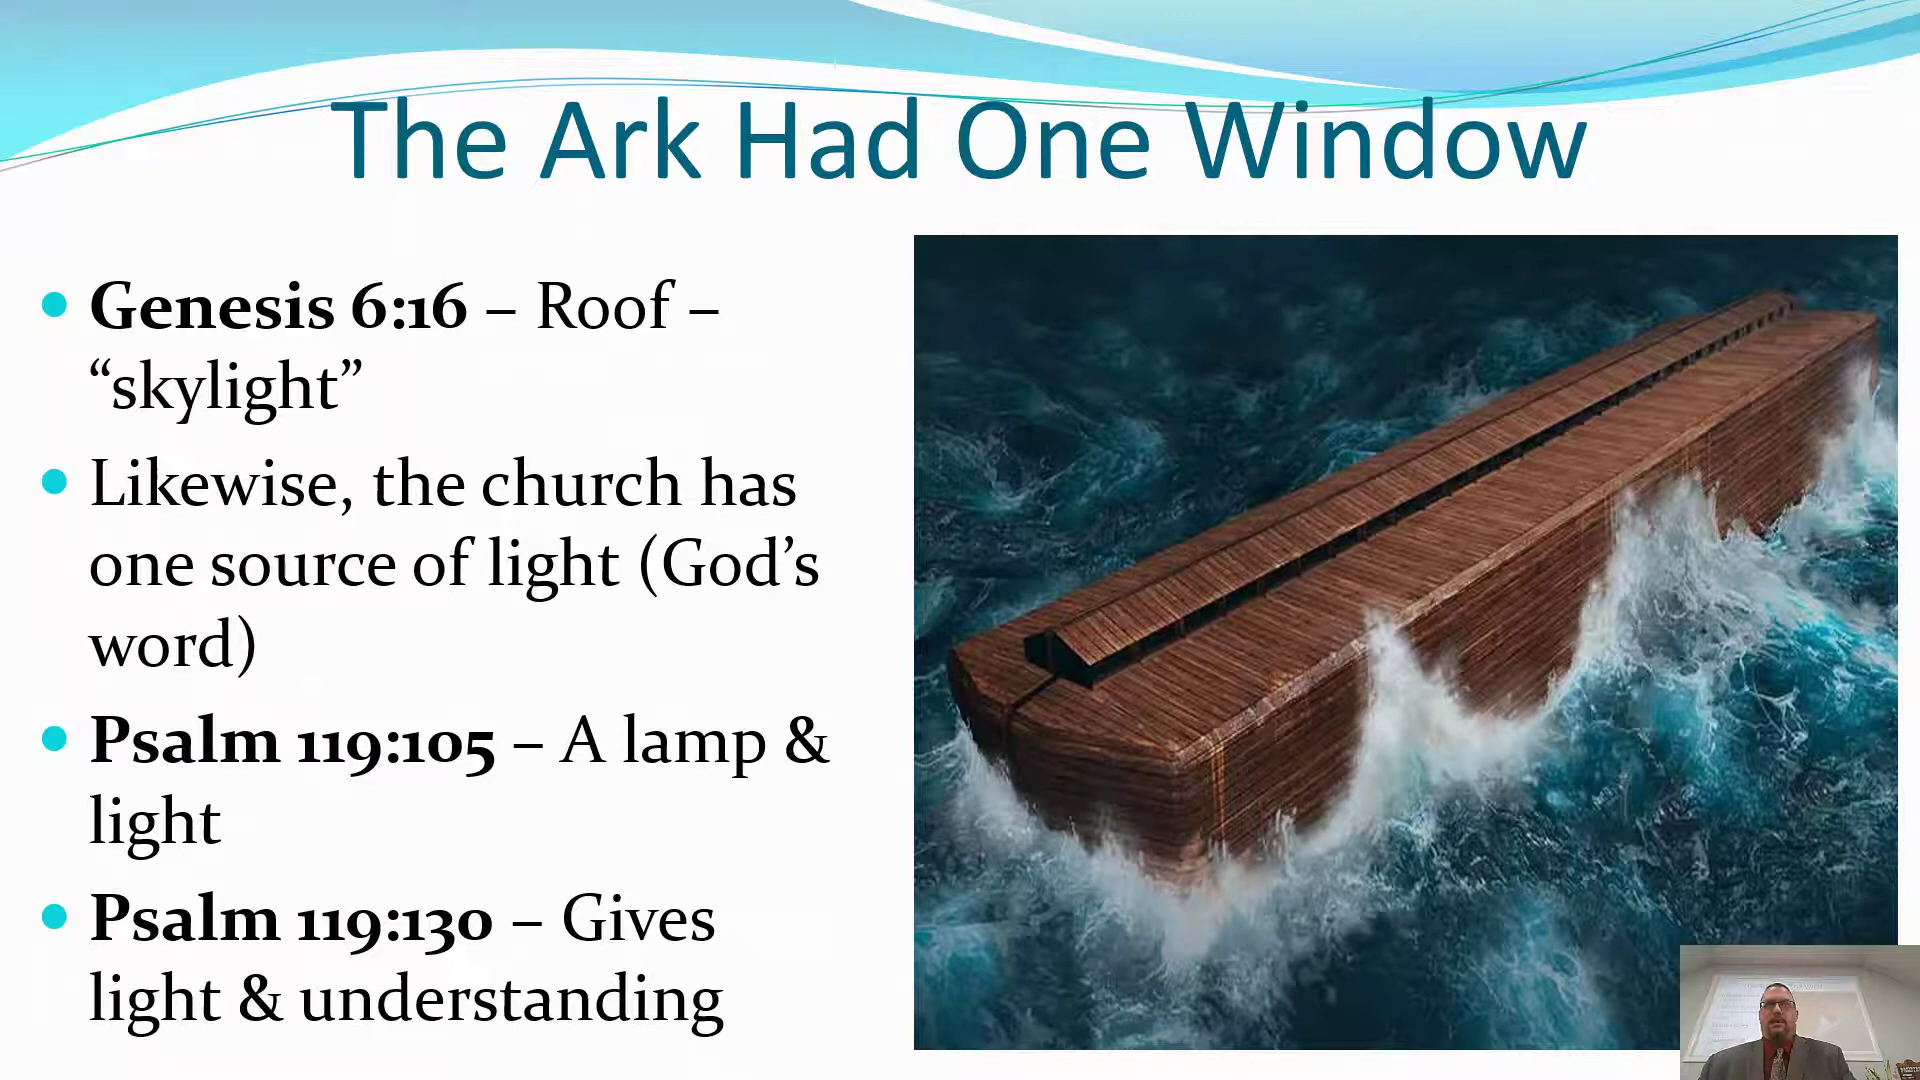 The Ark Had One Window
Genesis 6:16 – Roof –
“skylight”
Likewise, the church has
one source of light (God’s
word)
Psalm 119:105 – A lamp &
light
Psalm 119:130 – Gives
light & understanding